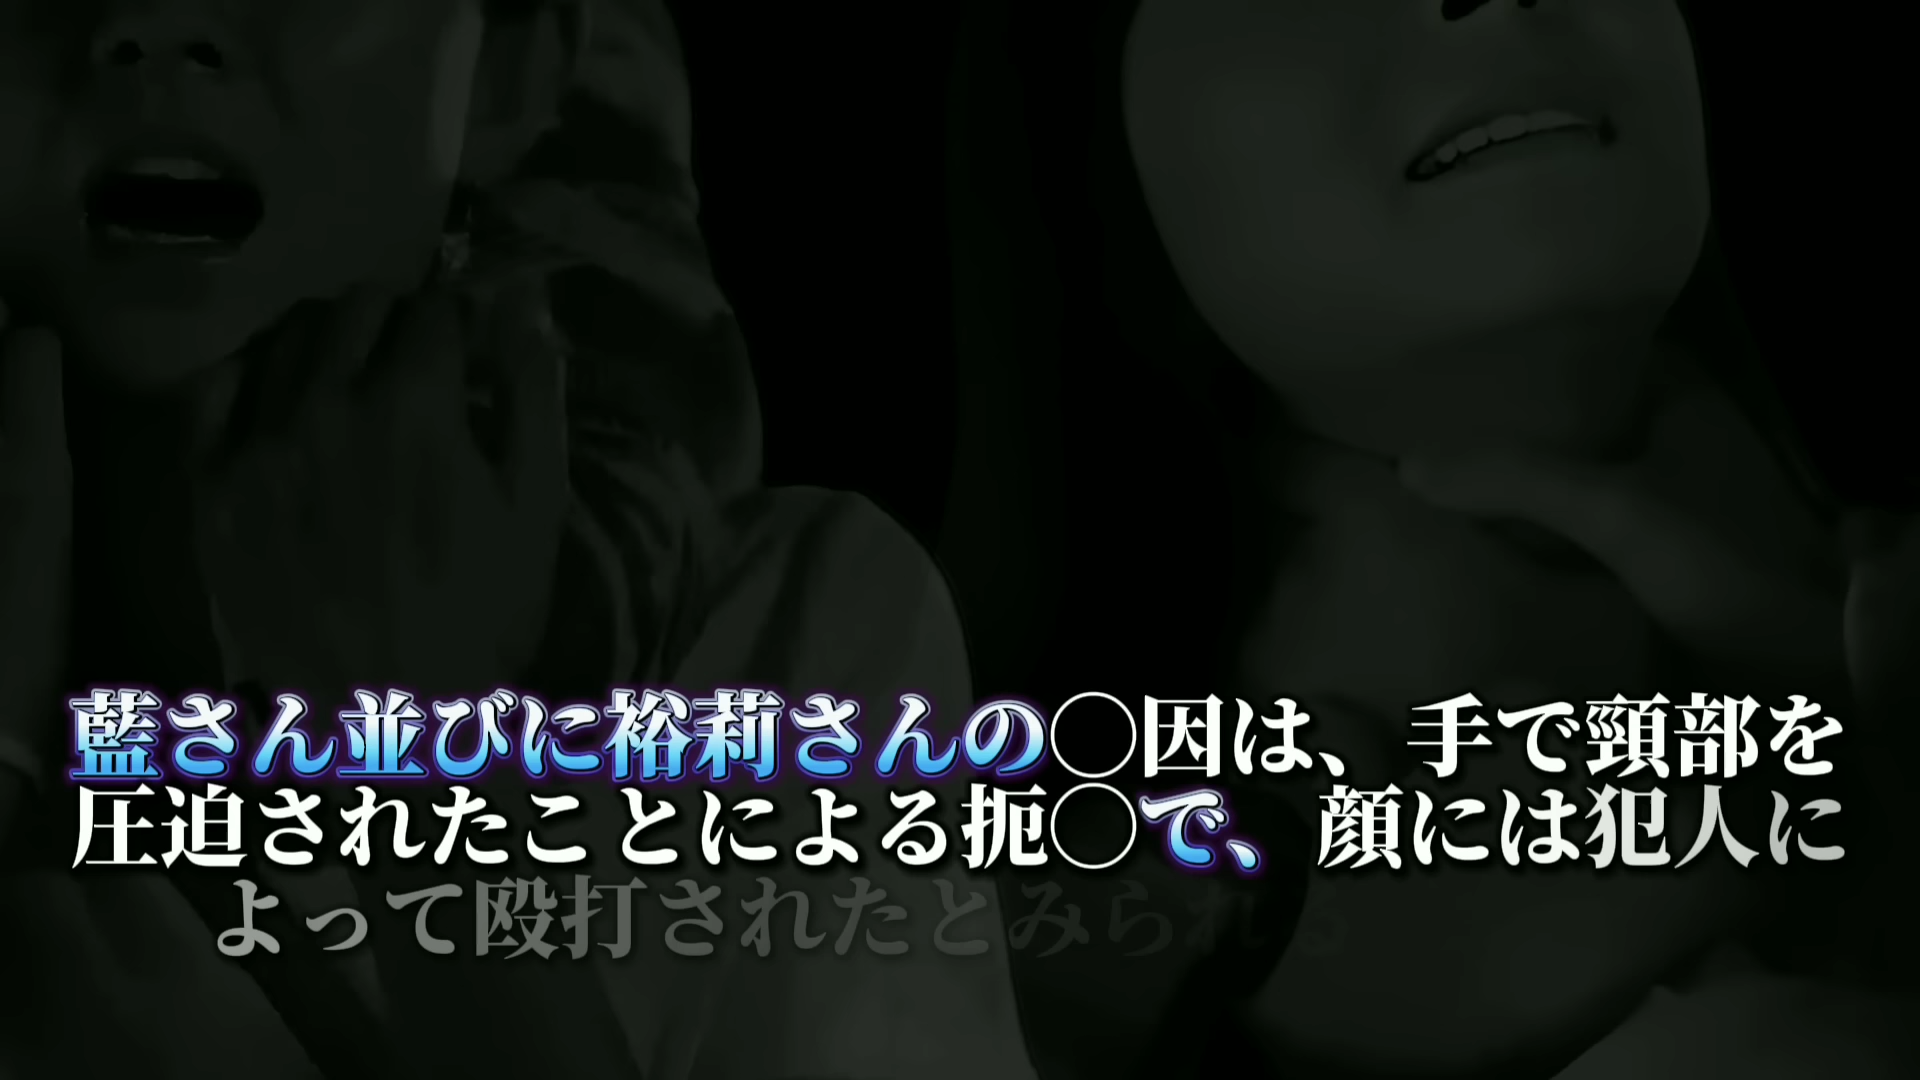 藍さん並びに裕莉さんの◯因は、手で頸部を
圧迫されたことによる扼◯で、顔には犯人に
よって殴打されたとみられる